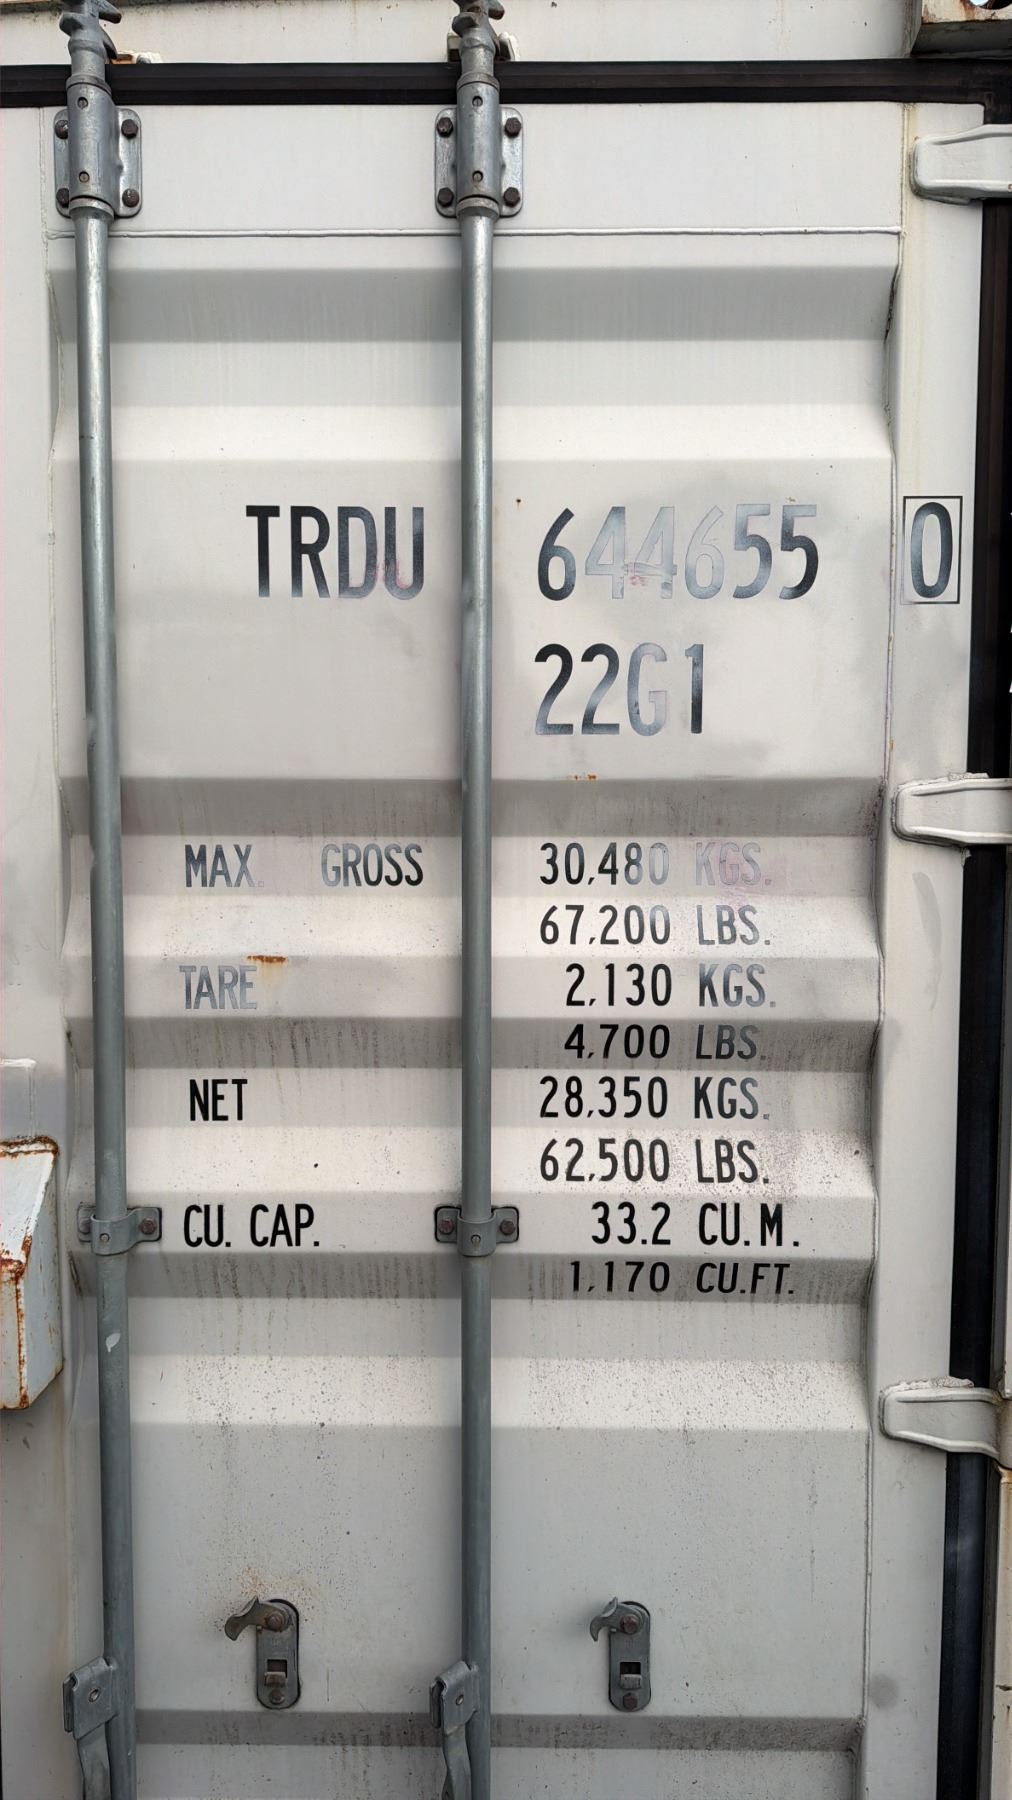 TRDU 644655 0
22G1
MAX. GROSS 30,480 KGS.
67,200 LBS.
TARE 2,130 KGS.
4,700 LBS.
NET 28,350 KGS.
62,500 LBS.
CU. CAP. 33.2 CU.M.
1,170 CU.FT.